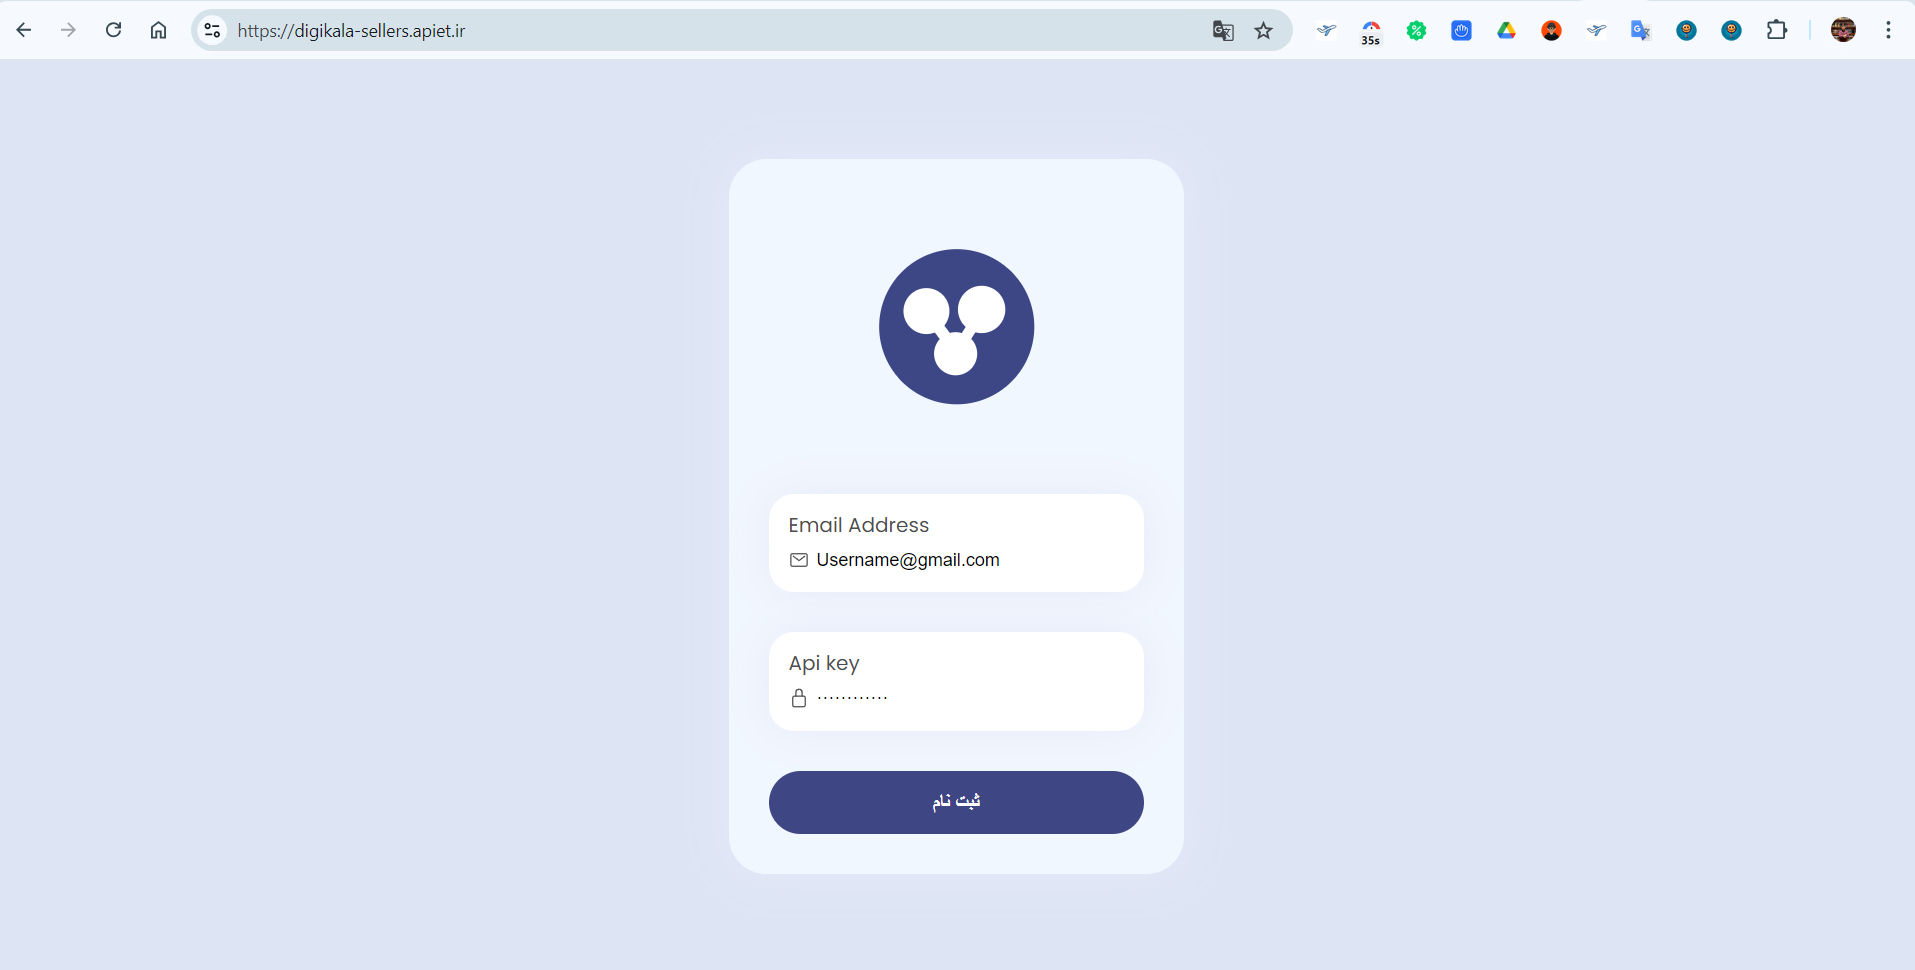 https://digikala-sellers.apiet.ir
35s
Email Address
Username@gmail.com
Api key
............
ثبت نام